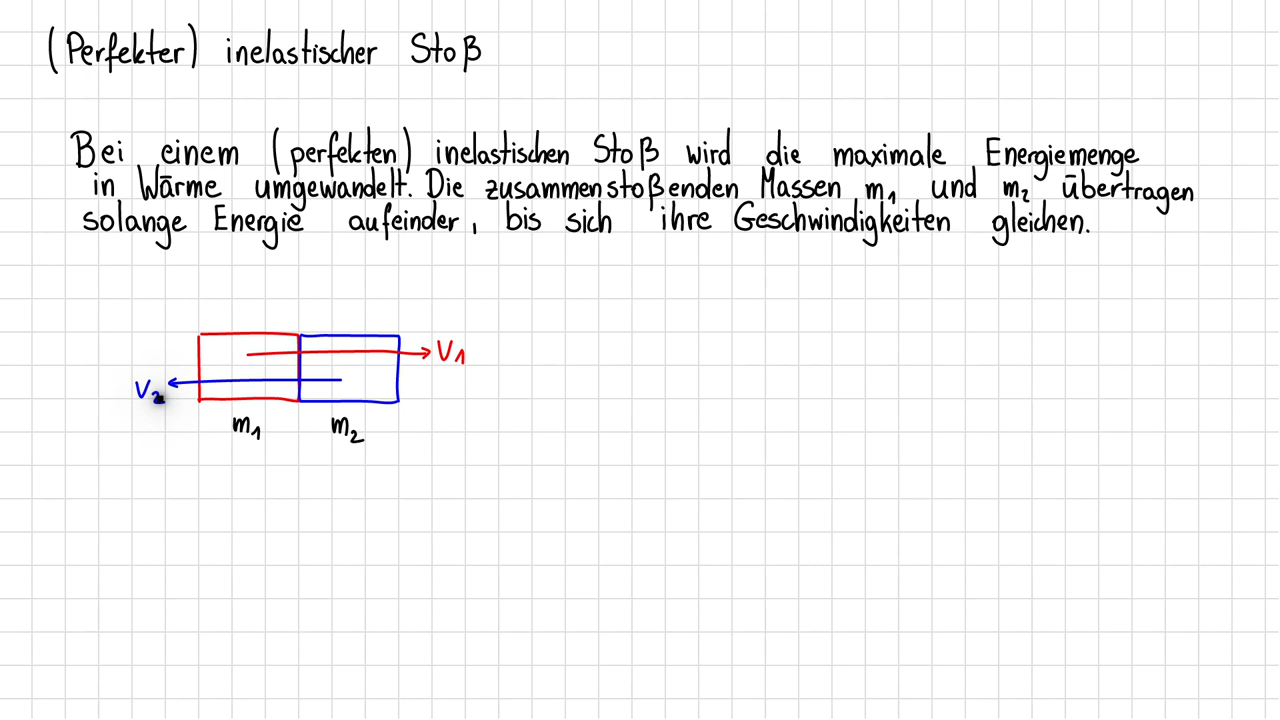 (Perfekter) inelastischer Stoß
Bei einem (perfekten) inelastischen Stoß wird die maximale Energiemenge
in Wärme umgewandelt. Die zusammenstoßenden Massen m₁ und m₂ übertragen
solange Energie aufeinder, bis sich ihre Geschwindigkeiten gleichen.
V₁
V₂
m₁ m₂